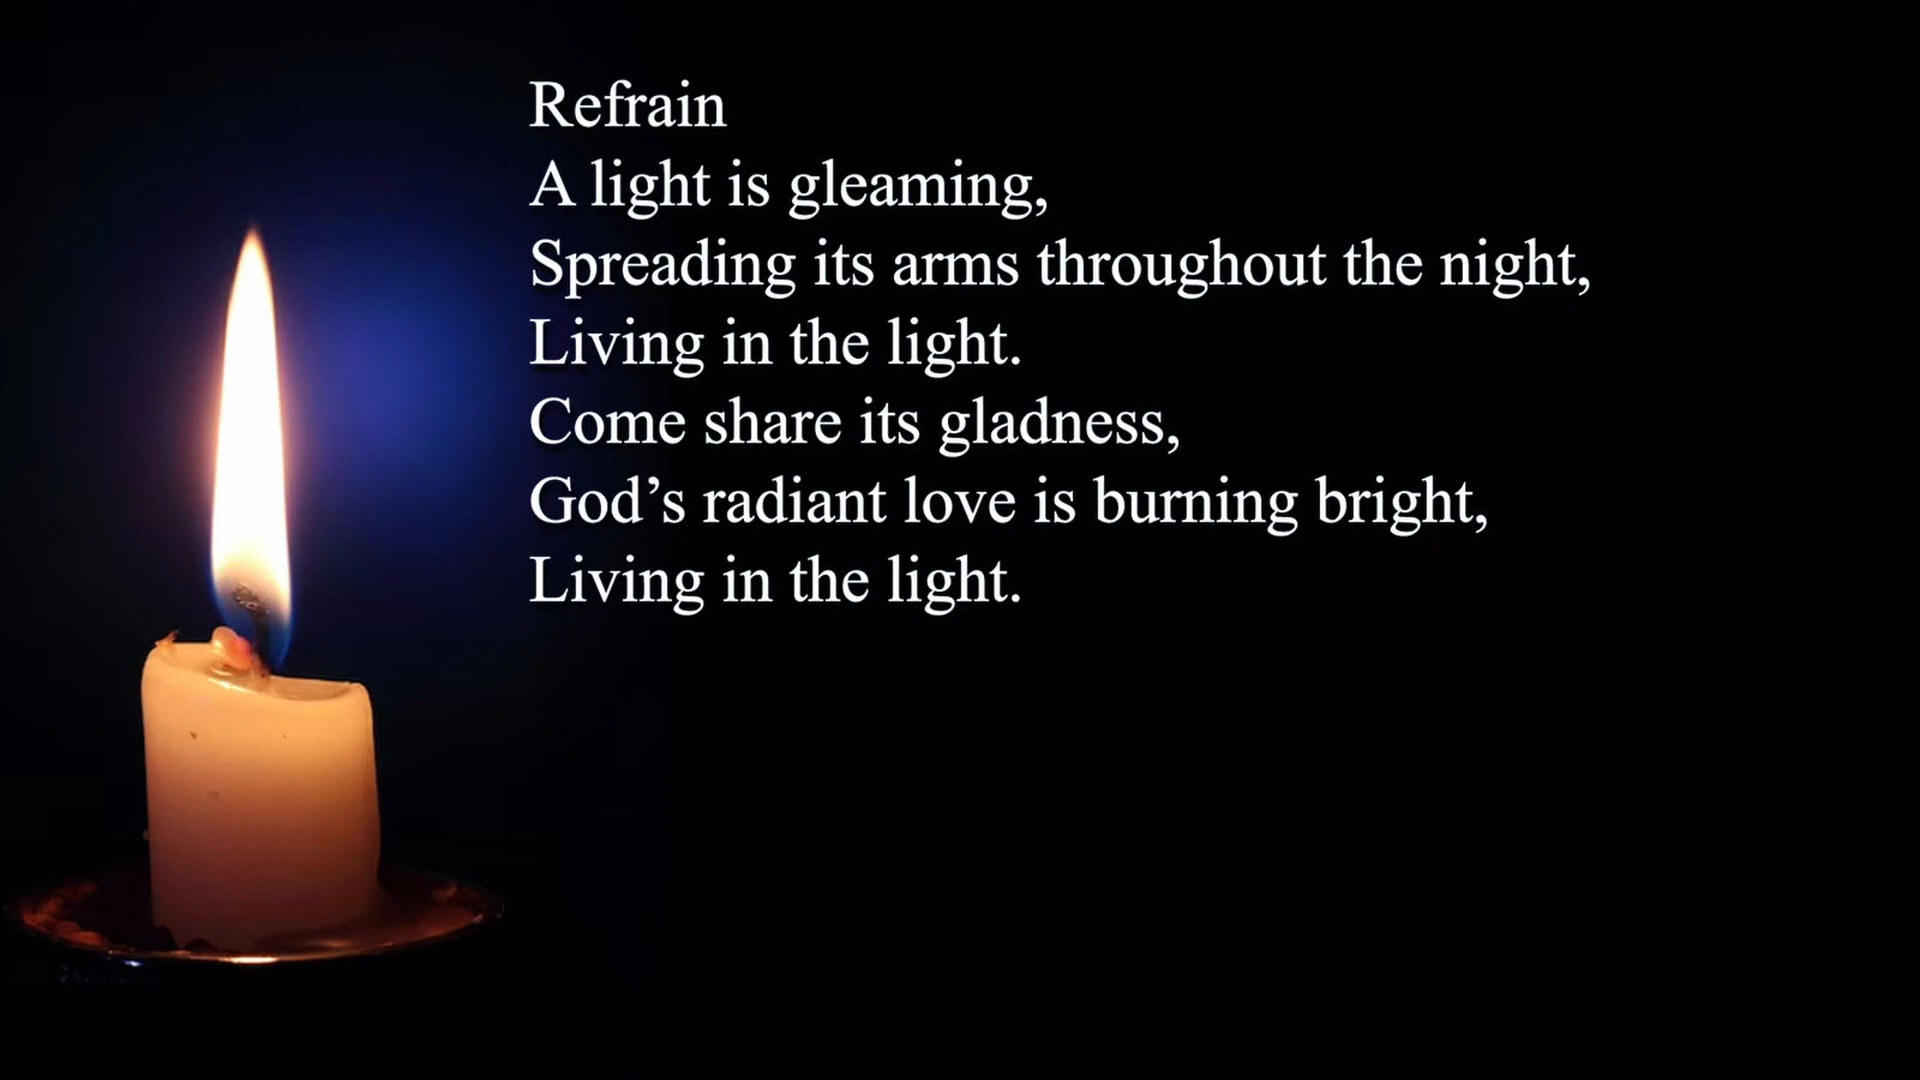 Refrain
A light is gleaming,
Spreading its arms throughout the night,
Living in the light.
Come share its gladness,
God’s radiant love is burning bright,
Living in the light.